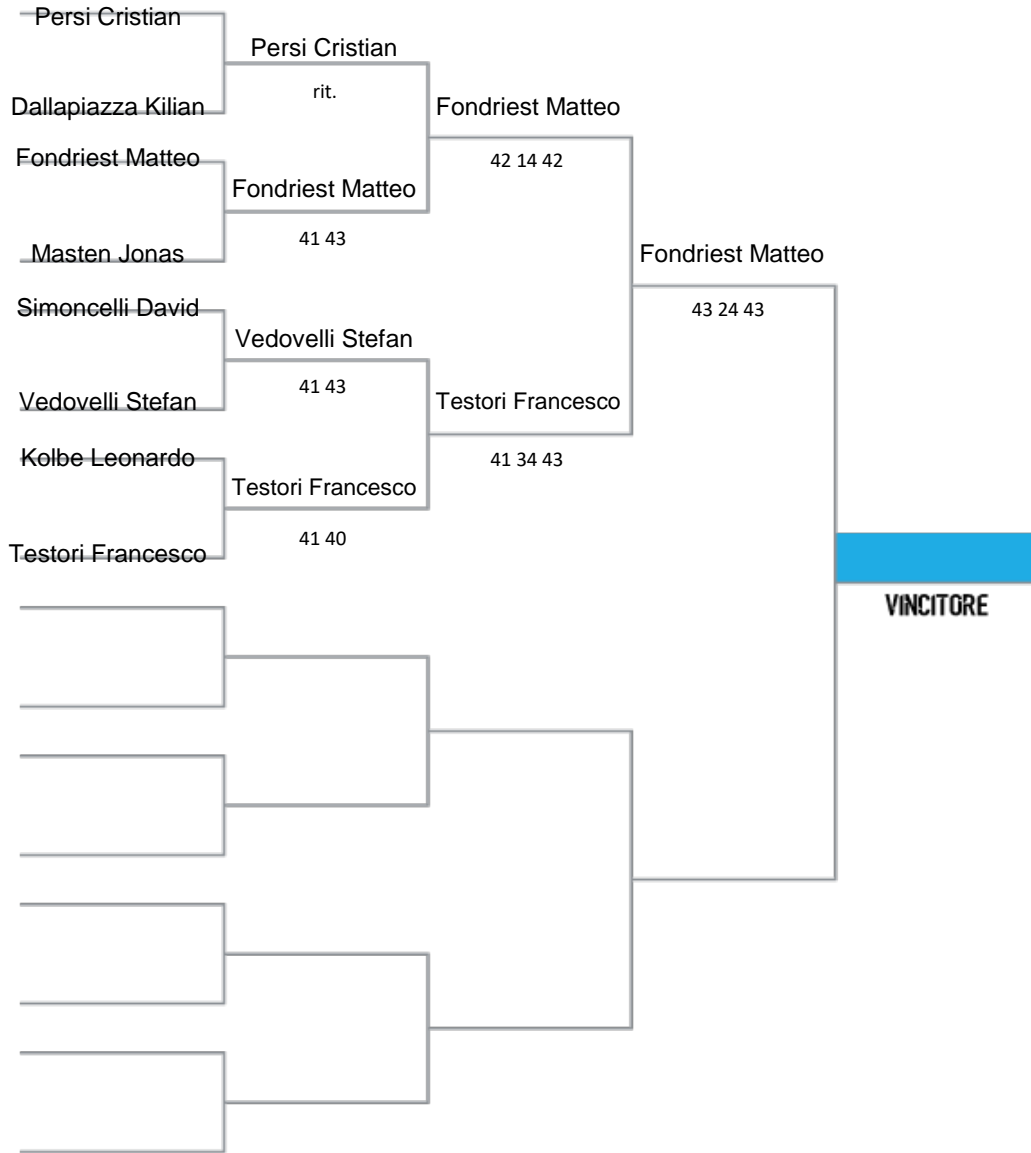 Persi Cristian
Persi Cristian
rit.
Dallapiazza Kilian
Fondriest Matteo
42 14 42
Fondriest Matteo
Fondriest Matteo
41 43
Masten Jonas
Fondriest Matteo
43 24 43
Simoncelli David
Vedovelli Stefan
41 43
Vedovelli Stefan
Testori Francesco
41 34 43
Kolbe Leonardo
Testori Francesco
41 40
Testori Francesco
VINCITORE